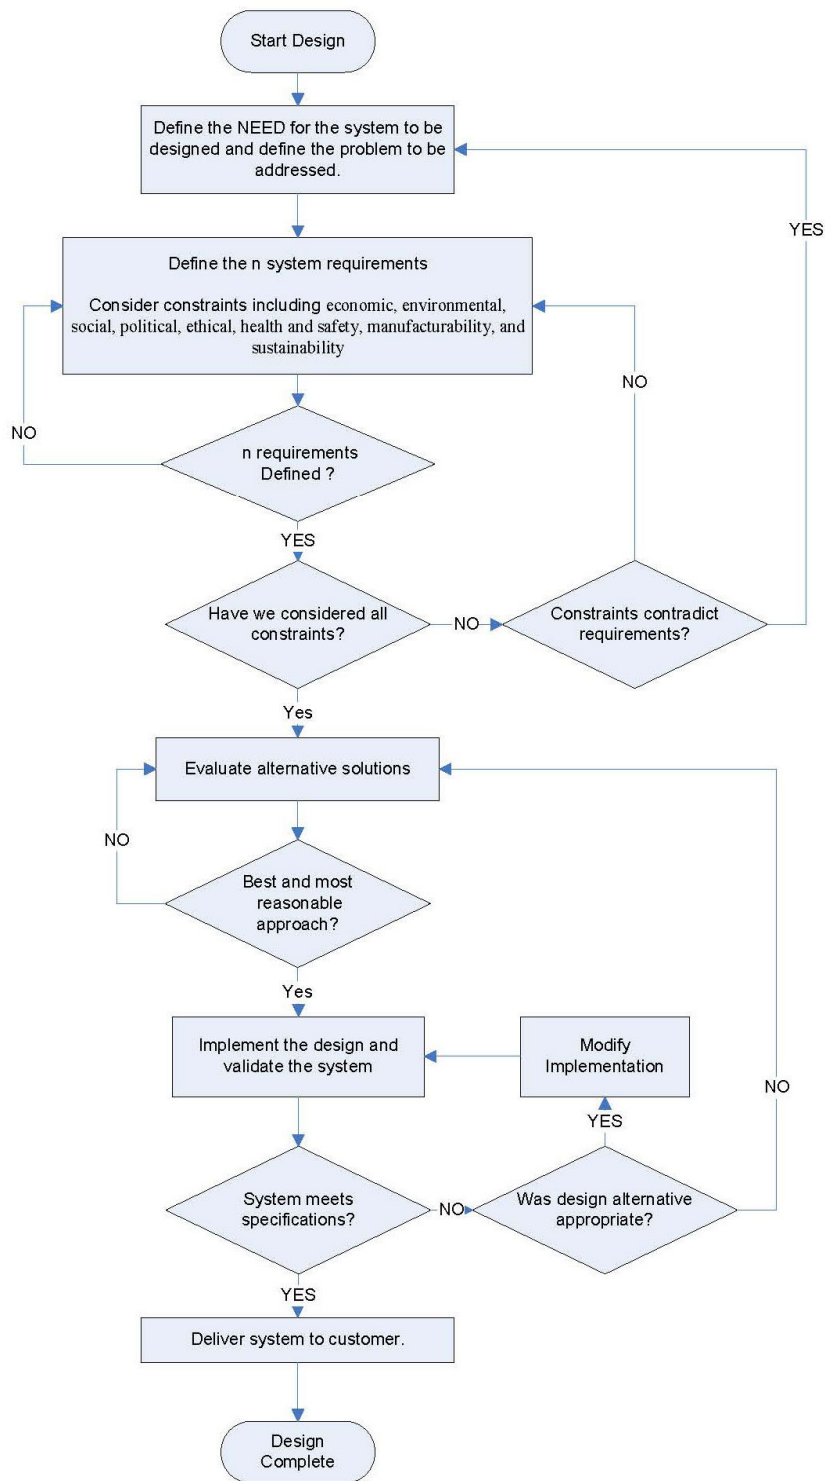 Start Design
Define the NEED for the system to be
designed and define the problem to be
addressed.
YES
Define the n system requirements
Consider constraints including economic, environmental,
social, political, ethical, health and safety, manufacturability, and
sustainability
NO
NO
n requirements
Defined ?
YES
Have we considered all
constraints?
NO
Constraints contradict
requirements?
Yes
Evaluate alternative solutions
NO
Best and most
reasonable
approach?
Yes
Implement the design and
validate the system
Modify
Implementation
NO
YES
System meets
specifications?
NO
Was design alternative
appropriate?
YES
Deliver system to customer.
Design
Complete